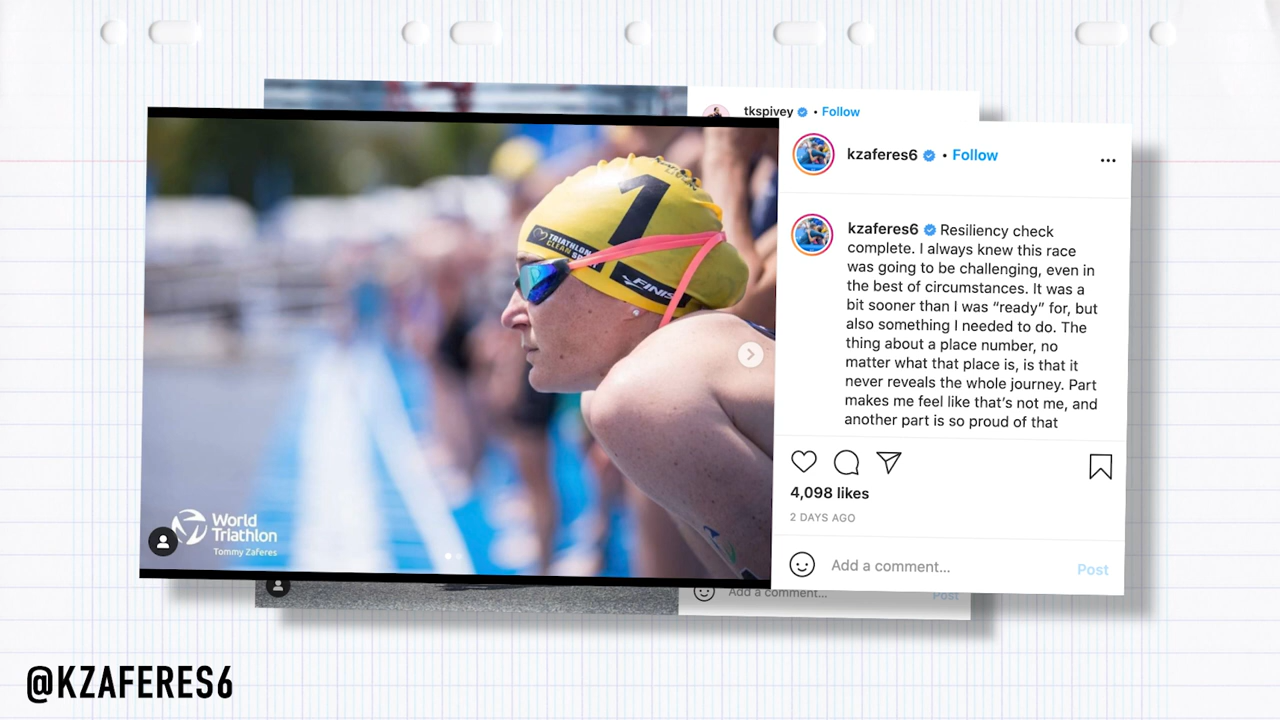 tkspivey • Follow
kzaferes6 • Follow
kzaferes6 Resiliency check
complete. I always knew this race
was going to be challenging, even in
the best of circumstances. It was a
bit sooner than I was “ready” for, but
also something I needed to do. The
thing about a place number, no
matter what that place is, is that it
never reveals the whole journey. Part
makes me feel like that’s not me, and
another part is so proud of that
4,098 likes
2 DAYS AGO
Add a comment...
Post
Add a comment...
Post
1
TRIATHLON
CLEAN
FINIS
World
Triathlon
Tommy Zaferes
@KZAFERES6